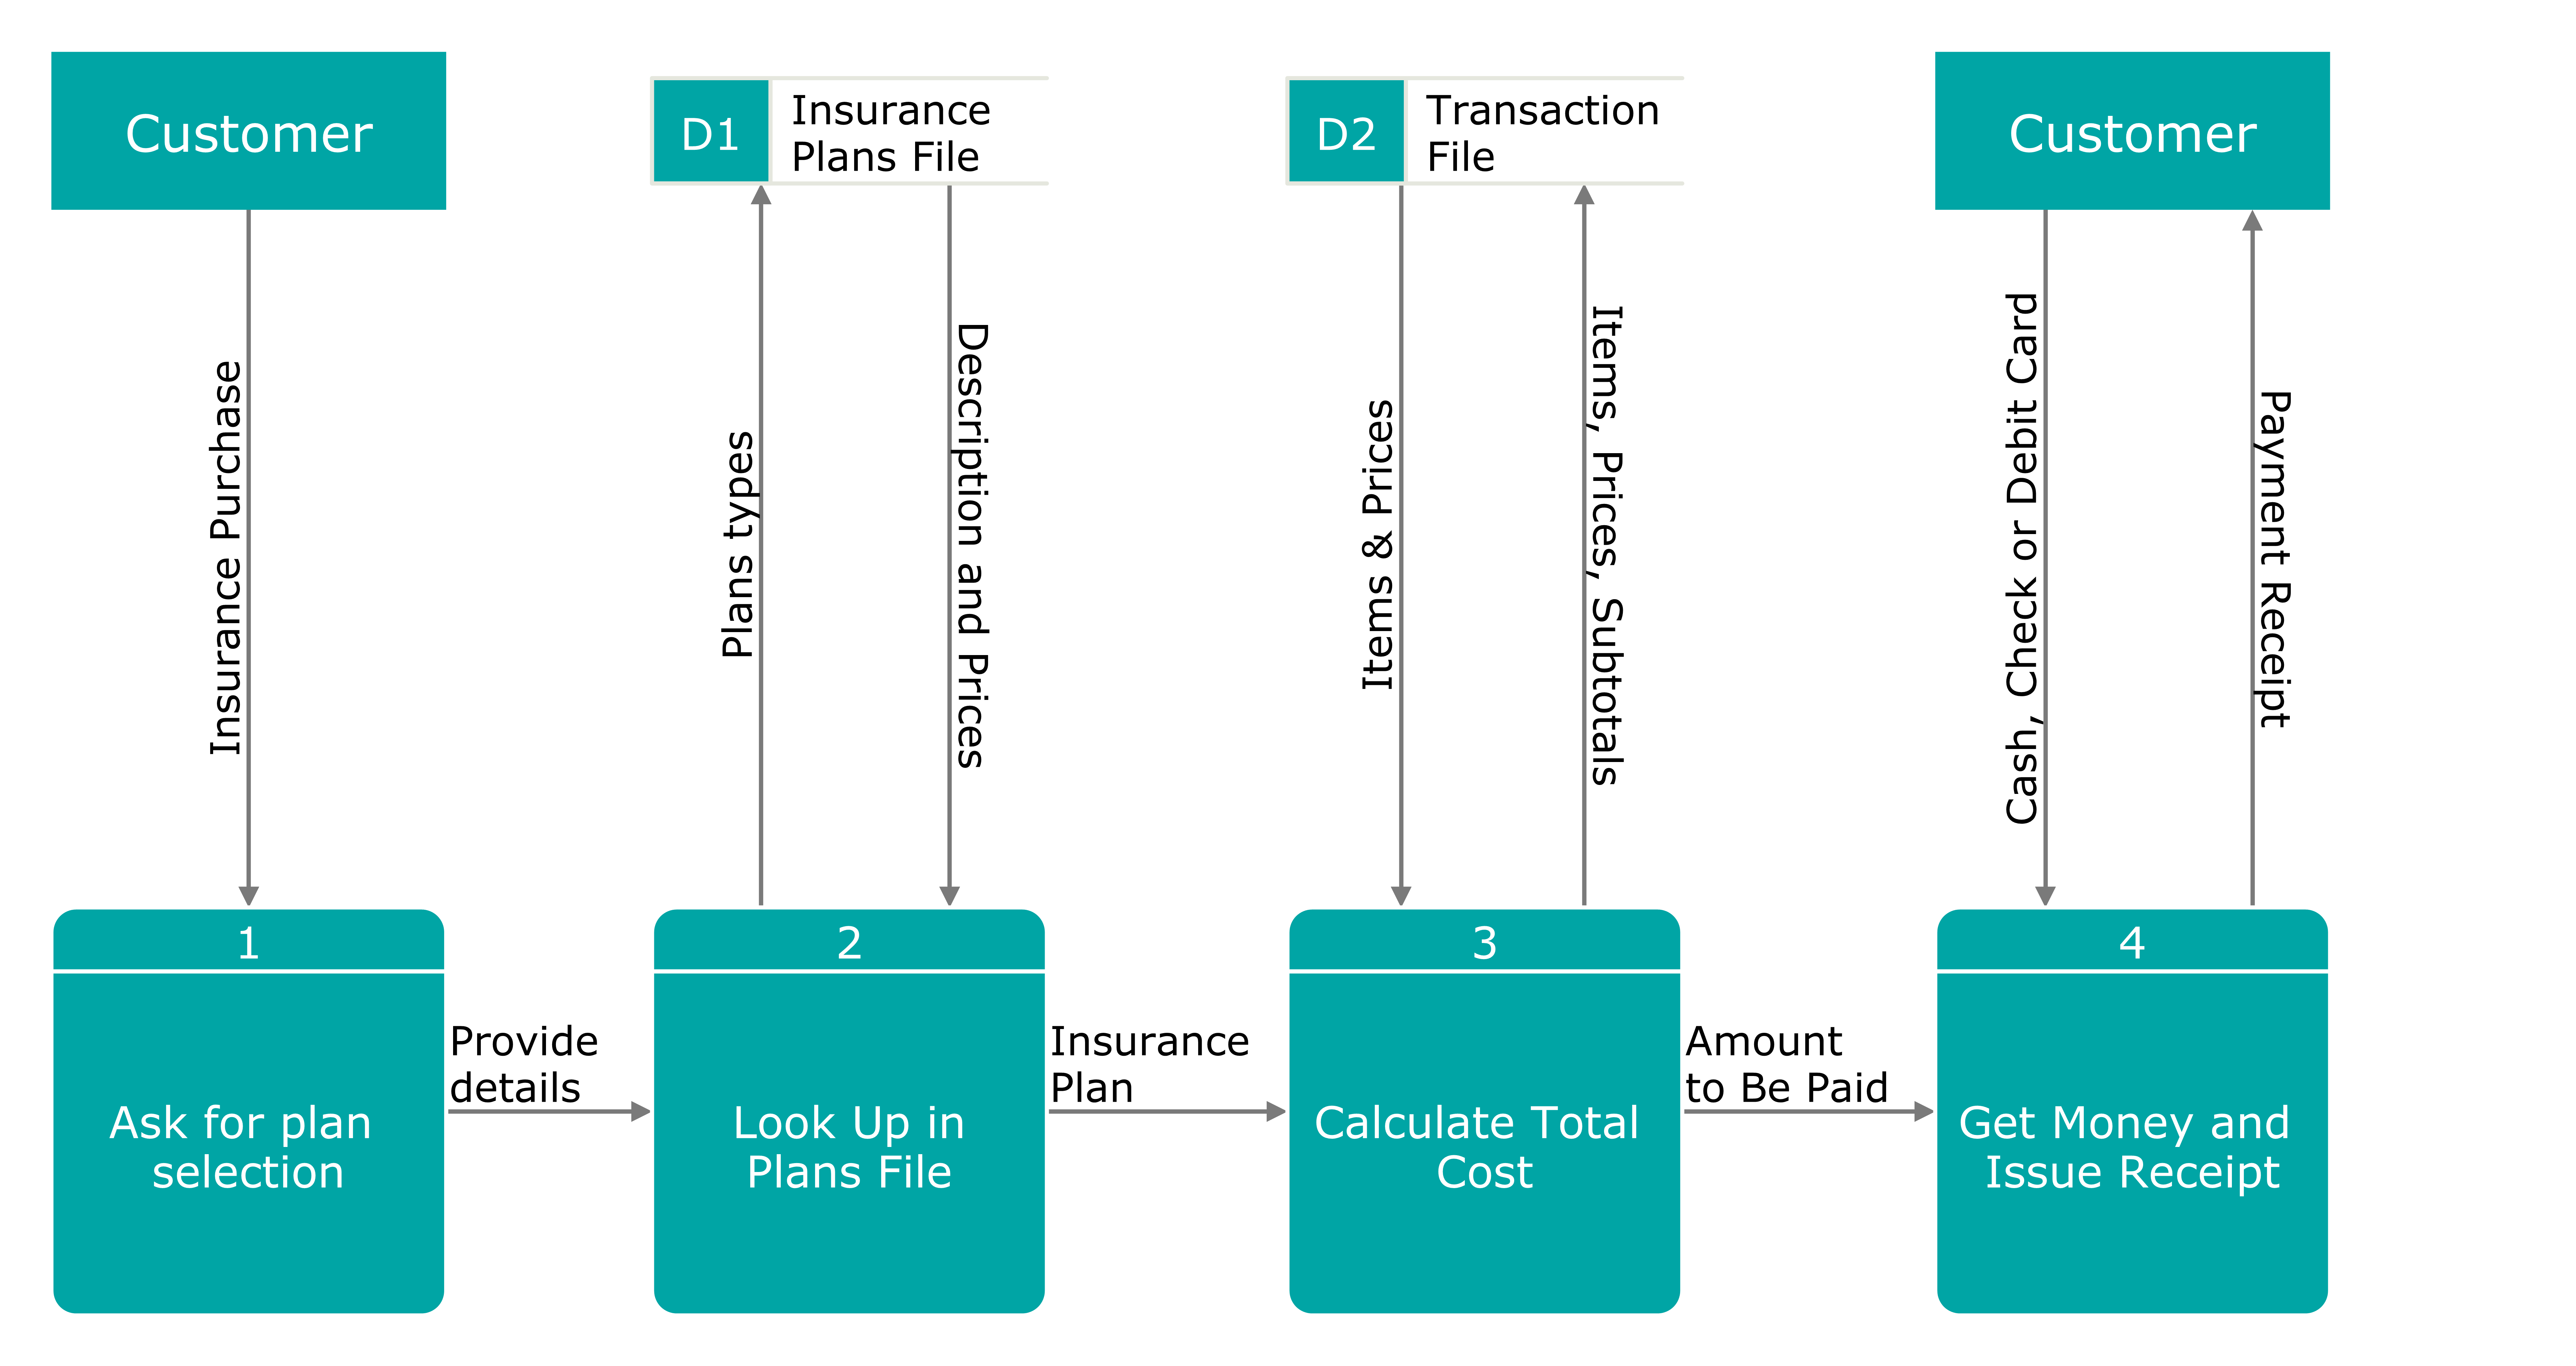 Customer
D1
Insurance
Plans File
D2
Transaction
File
Customer
Insurance Purchase
Plans types
Description and Prices
Items & Prices
Items, Prices, Subtotals
Cash, Check or Debit Card
Payment Receipt
1
Ask for plan
selection
Provide
details
2
Look Up in
Plans File
Insurance
Plan
3
Calculate Total
Cost
Amount
to Be Paid
4
Get Money and
Issue Receipt